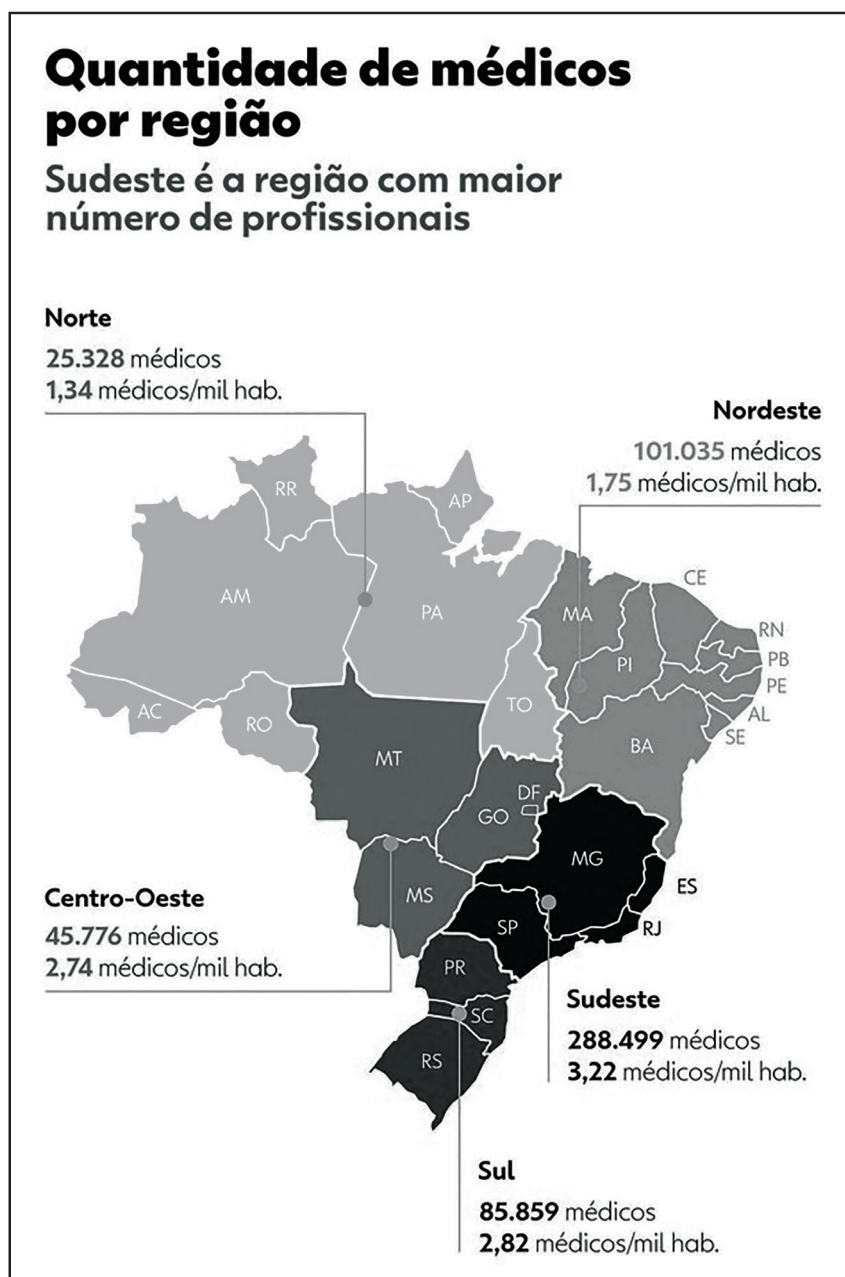 Quantidade de médicos
por região
Sudeste é a região com maior
número de profissionais
Norte
25.328 médicos
1,34 médicos/mil hab.
Nordeste
101.035 médicos
1,75 médicos/mil hab.
RR
AP
AM
PA
MA
CE
RN
PB
PE
AL
SE
PI
TO
AC
RO
BA
MT
DF
GO
MG
ES
MS
SP
RJ
PR
SC
RS
Centro-Oeste
45.776 médicos
2,74 médicos/mil hab.
Sudeste
288.499 médicos
3,22 médicos/mil hab.
Sul
85.859 médicos
2,82 médicos/mil hab.